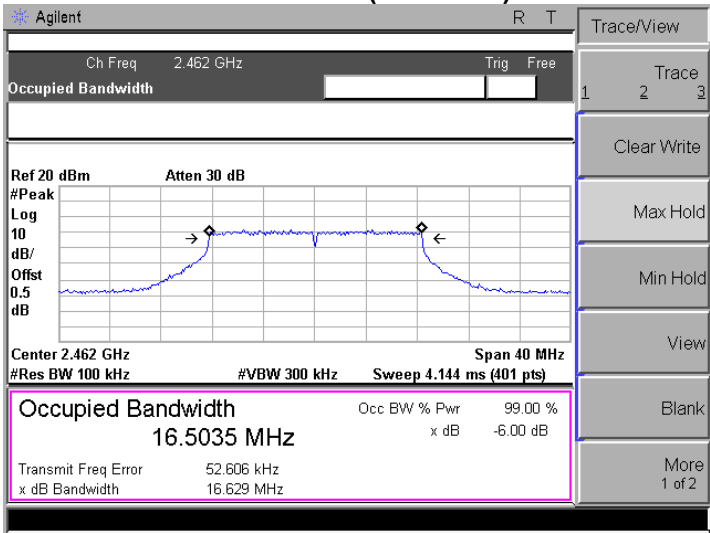 Agilent R T
Trace/View
Ch Freq 2.462 GHz Trig Free
Occupied Bandwidth
Trace
1 2 3
Clear Write
Max Hold
Min Hold
View
Blank
More
1 of 2
Ref 20 dBm Atten 30 dB
#Peak
Log
10
dB/
Offst
0.5
dB
Center 2.462 GHz Span 40 MHz
#Res BW 100 kHz #VBW 300 kHz Sweep 4.144 ms (401 pts)
Occupied Bandwidth Occ BW % Pwr 99.00 %
16.5035 MHz x dB -6.00 dB
Transmit Freq Error 52.606 kHz
x dB Bandwidth 16.629 MHz